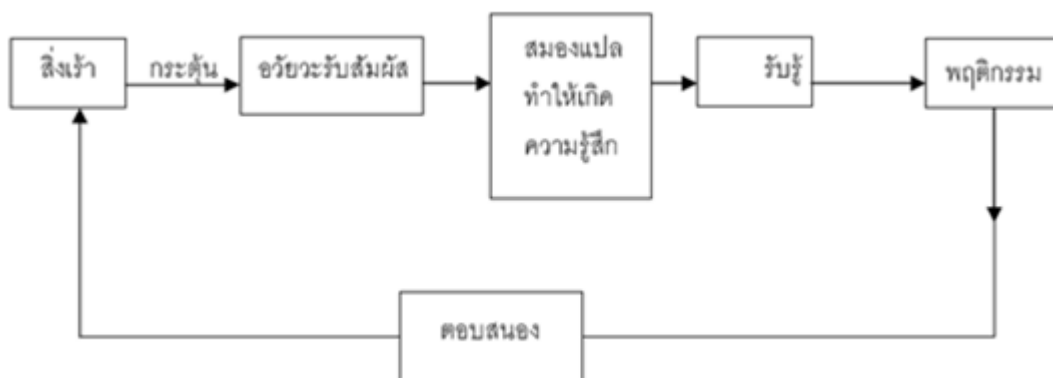 สิ่งเร้า
กระตุ้น
อวัยวะรับสัมผัส
สมองแปล
ทำให้เกิด
ความรู้สึก
รับรู้
พฤติกรรม
ตอบสนอง